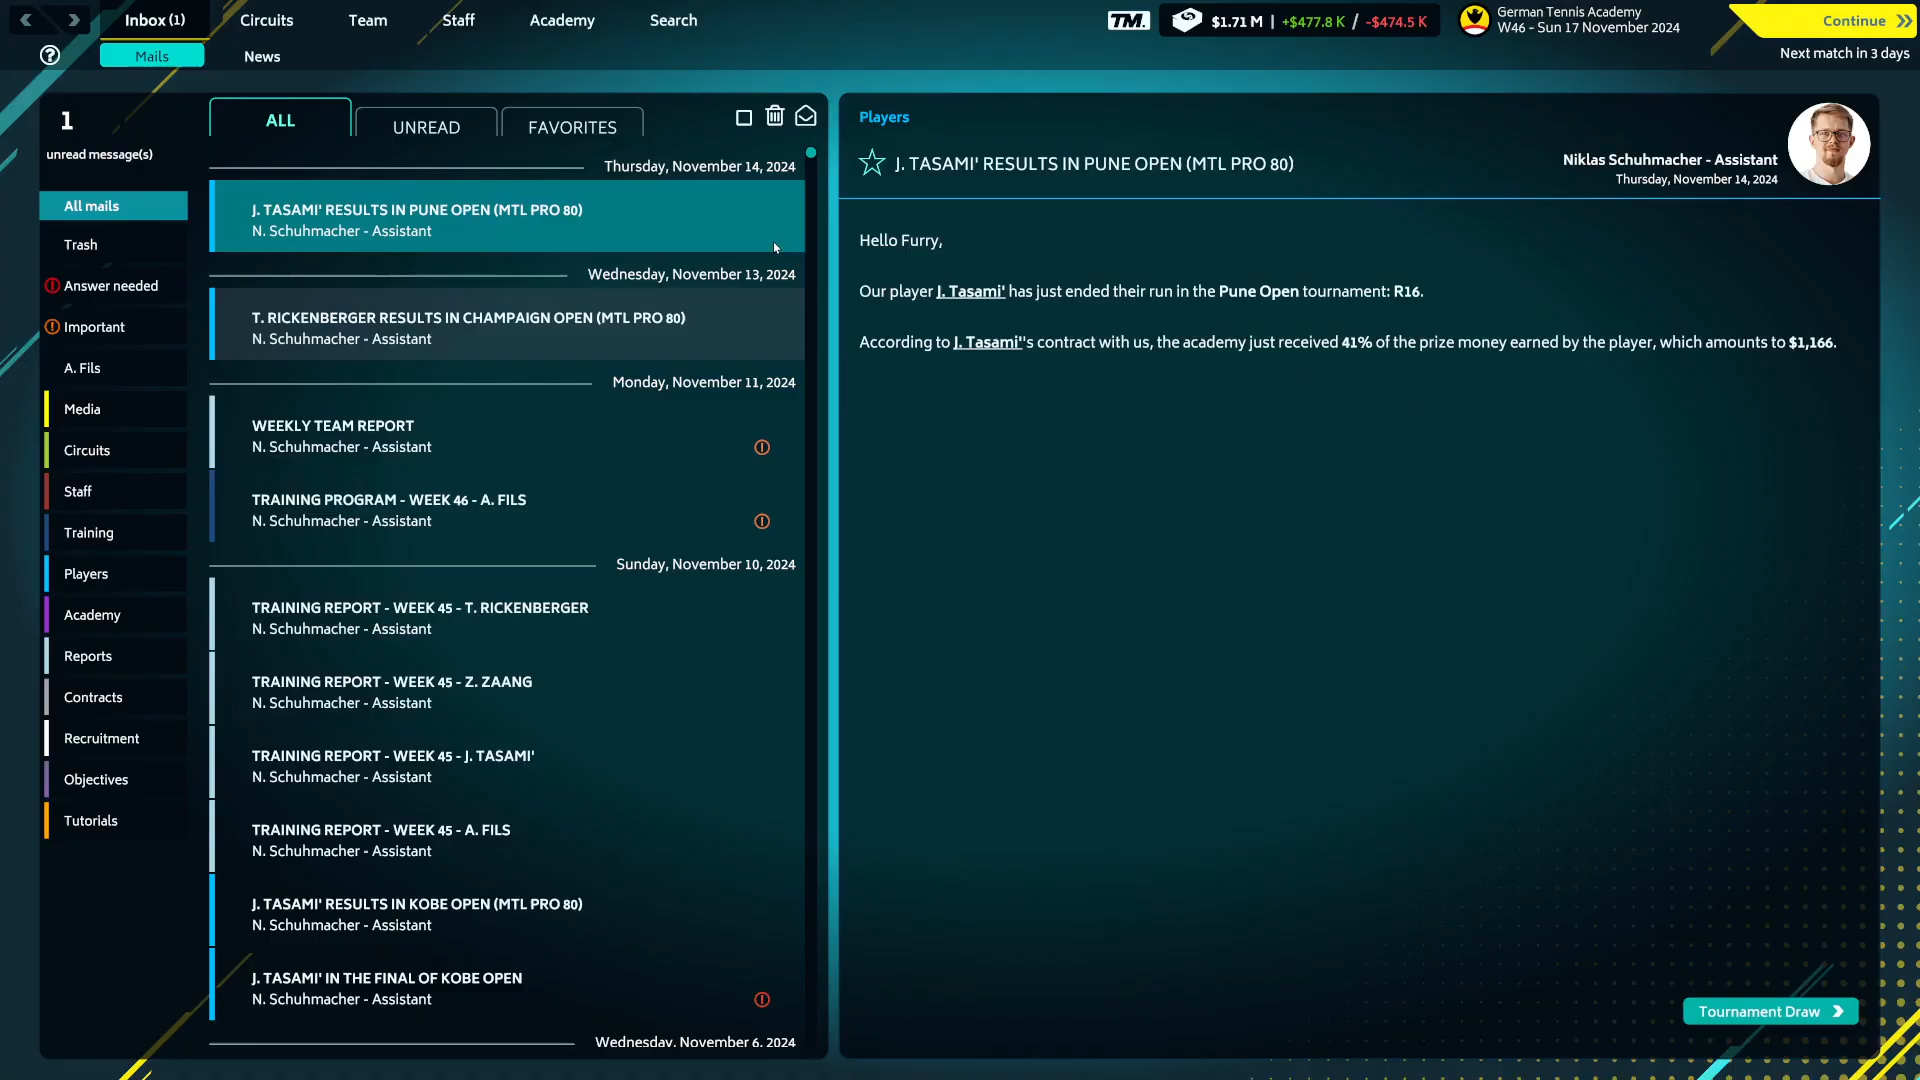 Inbox (1)
Circuits
Team
Staff
Academy
Search
TM.
$1.71 M | +$477.8 K / -$474.5 K
German Tennis Academy
W46 - Sun 17 November 2024
Continue
Next match in 3 days
Mails
News
1
unread message(s)
All mails
Trash
Answer needed
Important
A. Fils
Media
Circuits
Staff
Training
Players
Academy
Reports
Contracts
Recruitment
Objectives
Tutorials
ALL
UNREAD
FAVORITES
Thursday, November 14, 2024
J. TASAMI' RESULTS IN PUNE OPEN (MTL PRO 80)
N. Schuhmacher - Assistant
Wednesday, November 13, 2024
T. RICKENBERGER RESULTS IN CHAMPAIGN OPEN (MTL PRO 80)
N. Schuhmacher - Assistant
Monday, November 11, 2024
WEEKLY TEAM REPORT
N. Schuhmacher - Assistant
TRAINING PROGRAM - WEEK 46 - A. FILS
N. Schuhmacher - Assistant
Sunday, November 10, 2024
TRAINING REPORT - WEEK 45 - T. RICKENBERGER
N. Schuhmacher - Assistant
TRAINING REPORT - WEEK 45 - Z. ZAANG
N. Schuhmacher - Assistant
TRAINING REPORT - WEEK 45 - J. TASAMI'
N. Schuhmacher - Assistant
TRAINING REPORT - WEEK 45 - A. FILS
N. Schuhmacher - Assistant
J. TASAMI' RESULTS IN KOBE OPEN (MTL PRO 80)
N. Schuhmacher - Assistant
J. TASAMI' IN THE FINAL OF KOBE OPEN
N. Schuhmacher - Assistant
Wednesday, November 6, 2024
Players
J. TASAMI' RESULTS IN PUNE OPEN (MTL PRO 80)
Niklas Schuhmacher - Assistant
Thursday, November 14, 2024
Hello Furry,
Our player J. Tasami' has just ended their run in the Pune Open tournament: R16.
According to J. Tasami''s contract with us, the academy just received 41% of the prize money earned by the player, which amounts to $1,166.
Tournament Draw